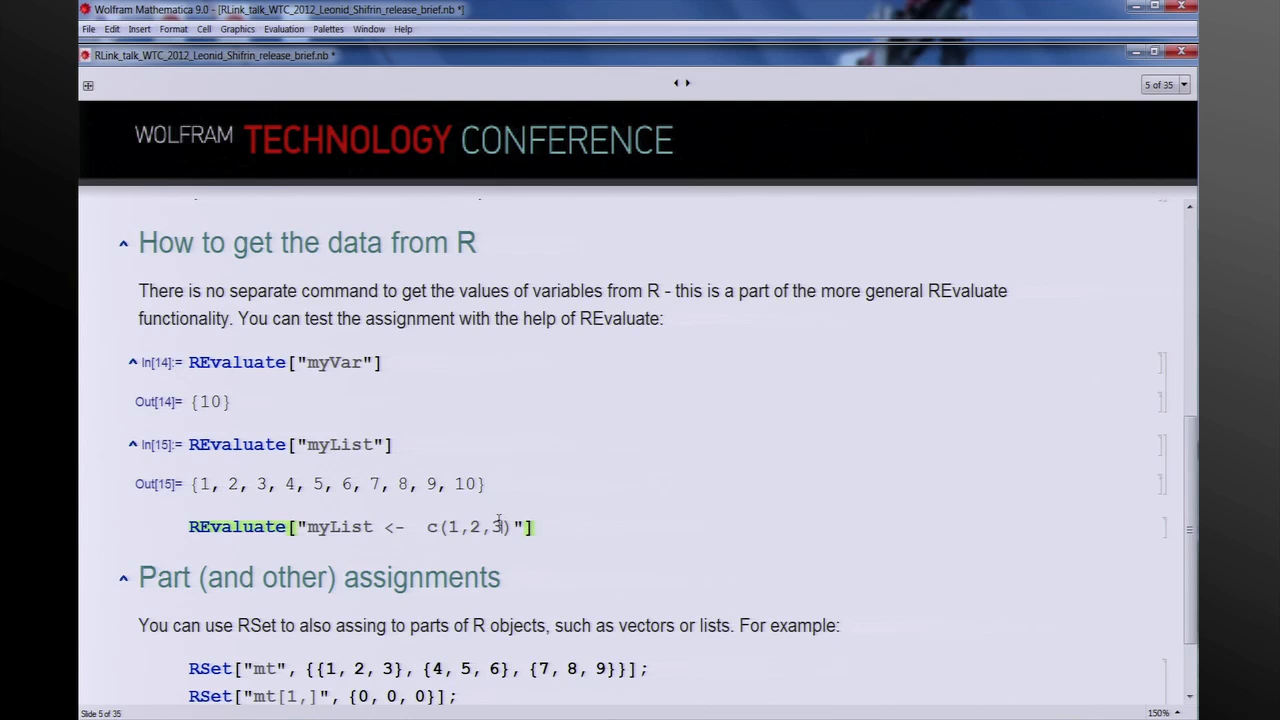 Wolfram Mathematica 9.0 - [RLink_talk_WTC_2012_Leonid_Shifrin_release_brief.nb *]
File Edit Insert Format Cell Graphics Evaluation Palettes Window Help
RLink_talk_WTC_2012_Leonid_Shifrin_release_brief.nb *
5 of 35
WOLFRAM TECHNOLOGY CONFERENCE
How to get the data from R
There is no separate command to get the values of variables from R - this is a part of the more general REvaluate
functionality. You can test the assignment with the help of REvaluate:
In[14]:= REvaluate["myVar"]
Out[14]= {10}
In[15]:= REvaluate["myList"]
Out[15]= {1, 2, 3, 4, 5, 6, 7, 8, 9, 10}
REvaluate["myList <- c(1,2,3)"]
Part (and other) assignments
You can use RSet to also assing to parts of R objects, such as vectors or lists. For example:
RSet["mt", {{1, 2, 3}, {4, 5, 6}, {7, 8, 9}}];
RSet["mt[1,]", {0, 0, 0}];
Slide 5 of 35
150%